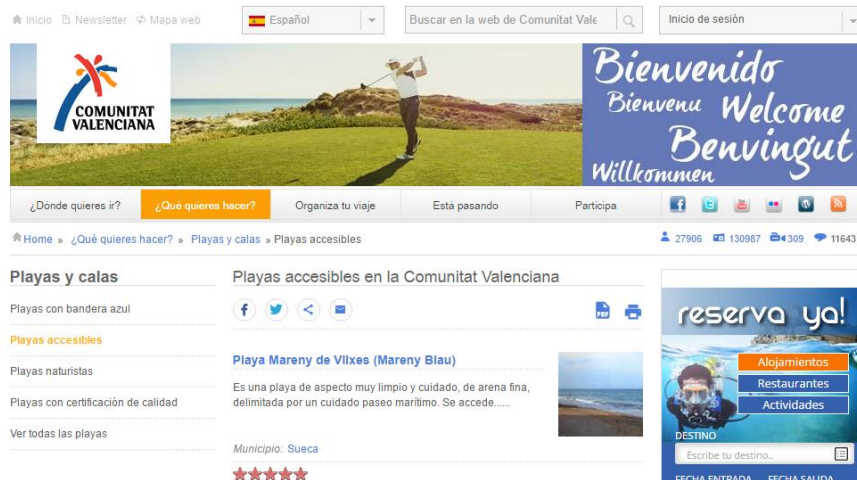 Inicio Newsletter Mapa web
Español
Buscar en la web de Comunitat Vale
Inicio de sesión
COMUNITAT
VALENCIANA
Bienvenido
Bienvenu Welcome
Benvingut
Willkommen
¿Dónde quieres ir? ¿Qué quieres hacer? Organiza tu viaje Está pasando Participa
Home » ¿Qué quieres hacer? » Playas y calas » Playas accesibles
27906 130987 309 11643
Playas y calas
Playas con bandera azul
Playas accesibles
Playas naturistas
Playas con certificación de calidad
Ver todas las playas
Playas accesibles en la Comunitat Valenciana
PDF
Playa Mareny de Vilxes (Mareny Blau)
Es una playa de aspecto muy limpio y cuidado, de arena fina,
delimitada por un cuidado paseo marítimo. Se accede......
Municipio: Sueca
reserva ya!
Alojamientos
Restaurantes
Actividades
DESTINO
Escribe tu destino..
FECHA ENTRADA FECHA SALIDA